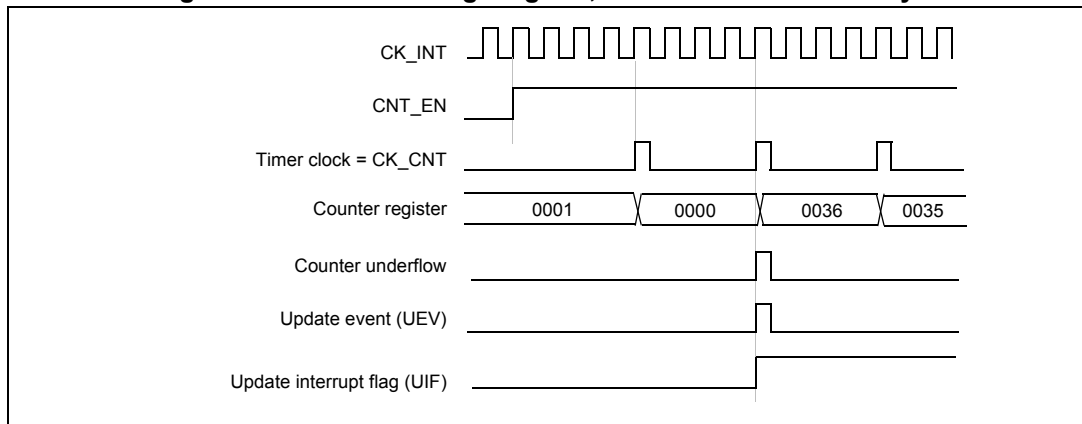 CK_INT
CNT_EN
Timer clock = CK_CNT
Counter register 0001 0000 0036 0035
Counter underflow
Update event (UEV)
Update interrupt flag (UIF)